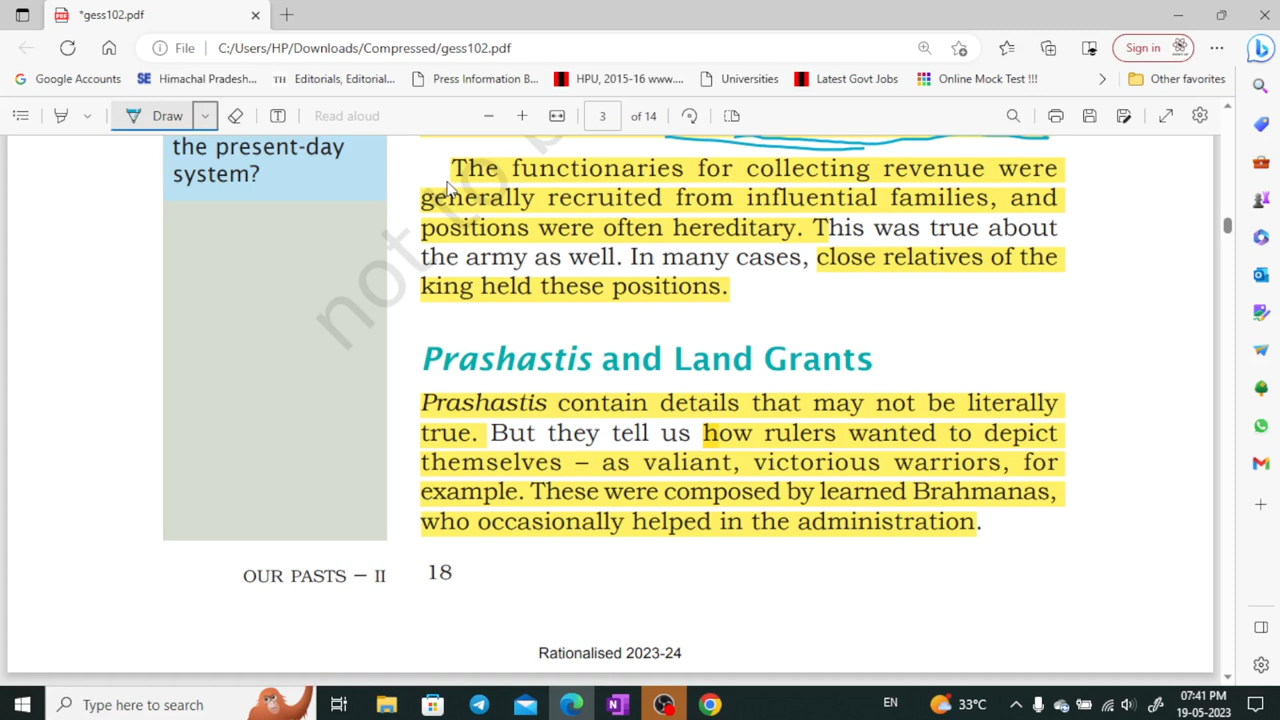 *gess102.pdf
File C:/Users/HP/Downloads/Compressed/gess102.pdf Sign in
Google Accounts SE Himachal Pradesh... TH Editorials, Editorial... Press Information B... HPU, 2015-16 www.... Universities Latest Govt Jobs Online Mock Test !!! Other favorites
Draw Read aloud 3 of 14
the present-day
system?
The functionaries for collecting revenue were
generally recruited from influential families, and
positions were often hereditary. This was true about
the army as well. In many cases, close relatives of the
king held these positions.
not to b
Prashastis and Land Grants
Prashastis contain details that may not be literally
true. But they tell us how rulers wanted to depict
themselves – as valiant, victorious warriors, for
example. These were composed by learned Brahmanas,
who occasionally helped in the administration.
OUR PASTS – II 18
Rationalised 2023-24
Type here to search EN 33°C 07:41 PM
19-05-2023